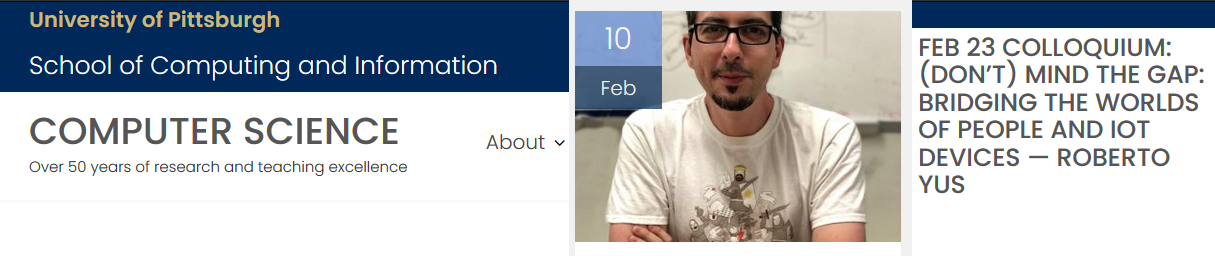 University of Pittsburgh
School of Computing and Information
COMPUTER SCIENCE
Over 50 years of research and teaching excellence
About
10
Feb
FEB 23 COLLOQUIUM:
(DON’T) MIND THE GAP:
BRIDGING THE WORLDS
OF PEOPLE AND IOT
DEVICES — ROBERTO
YUS